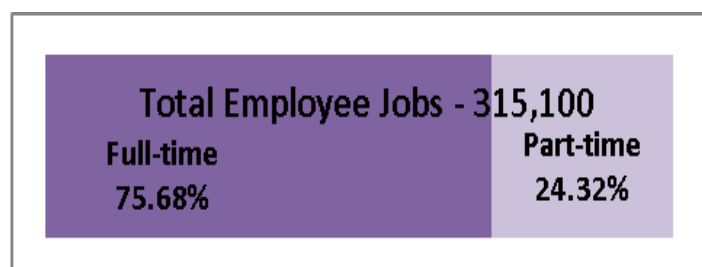 Total Employee Jobs - 315,100
Full-time
75.68%
Part-time
24.32%